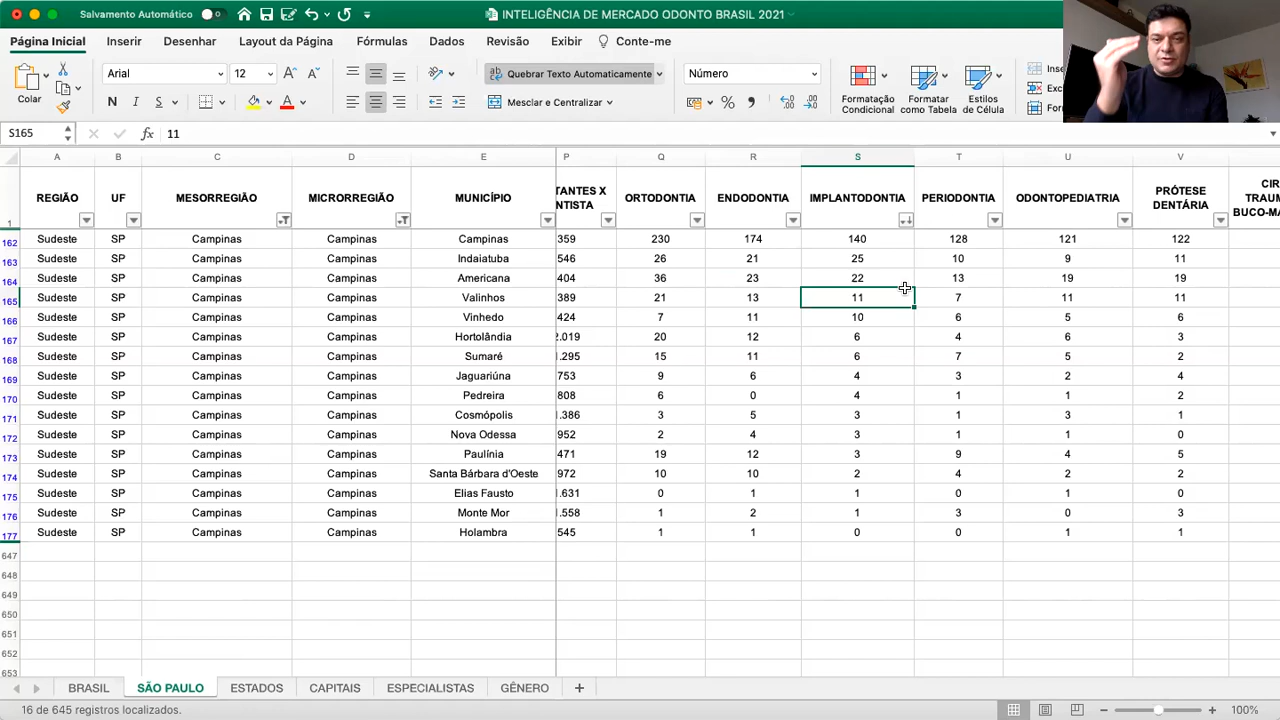 Salvamento Automático
INTELIGÊNCIA DE MERCADO ODONTO BRASIL 2021
Página Inicial Inserir Desenhar Layout da Página Fórmulas Dados Revisão Exibir Conte-me
Colar Arial 12 Quebrar Texto Automaticamente Número
N I S A Mesclar e Centralizar % Formatação Condicional Formatar como Tabela Estilos de Célula
S165 fx 11
A B C D E P Q R S T U V
1 REGIÃO UF MESORREGIÃO MICRORREGIÃO MUNICÍPIO TANTES X NTISTA ORTODONTIA ENDODONTIA IMPLANTODONTIA PERIODONTIA ODONTOPEDIATRIA PRÓTESE DENTÁRIA CIR TRAUM BUCO-MA
162 Sudeste SP Campinas Campinas Campinas 359 230 174 140 128 121 122
163 Sudeste SP Campinas Campinas Indaiatuba 546 26 21 25 10 9 11
164 Sudeste SP Campinas Campinas Americana 404 36 23 22 13 19 19
165 Sudeste SP Campinas Campinas Valinhos 389 21 13 11 7 11 11
166 Sudeste SP Campinas Campinas Vinhedo 424 7 11 10 6 5 6
167 Sudeste SP Campinas Campinas Hortolândia .019 20 12 6 4 6 3
168 Sudeste SP Campinas Campinas Sumaré .295 15 11 6 7 5 2
169 Sudeste SP Campinas Campinas Jaguariúna 753 9 6 4 3 2 4
170 Sudeste SP Campinas Campinas Pedreira 808 6 0 4 1 1 2
171 Sudeste SP Campinas Campinas Cosmópolis .386 3 5 3 1 3 1
172 Sudeste SP Campinas Campinas Nova Odessa 952 2 4 3 1 1 0
173 Sudeste SP Campinas Campinas Paulínia 471 19 12 3 9 4 5
174 Sudeste SP Campinas Campinas Santa Bárbara d'Oeste 972 10 10 2 4 2 2
175 Sudeste SP Campinas Campinas Elias Fausto .631 0 1 1 0 1 0
176 Sudeste SP Campinas Campinas Monte Mor .558 1 2 1 3 0 3
177 Sudeste SP Campinas Campinas Holambra 545 1 1 0 0 1 1
647
648
649
650
651
652
653
BRASIL SÃO PAULO ESTADOS CAPITAIS ESPECIALISTAS GÊNERO +
16 de 645 registros localizados. 100%